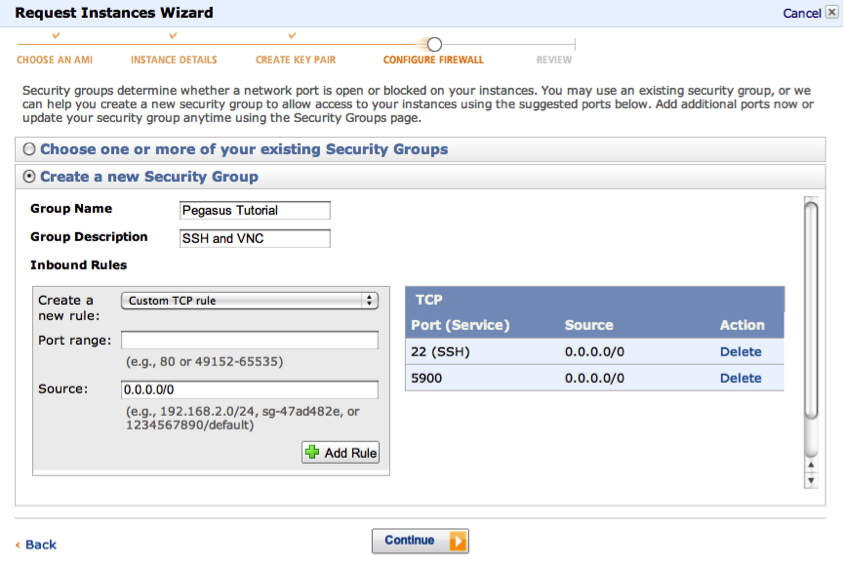 Request Instances Wizard
Cancel
CHOOSE AN AMI INSTANCE DETAILS CREATE KEY PAIR CONFIGURE FIREWALL REVIEW
Security groups determine whether a network port is open or blocked on your instances. You may use an existing security group, or we
can help you create a new security group to allow access to your instances using the suggested ports below. Add additional ports now or
update your security group anytime using the Security Groups page.
Choose one or more of your existing Security Groups
Create a new Security Group
Group Name Pegasus Tutorial
Group Description SSH and VNC
Inbound Rules
Create a
new rule:
Custom TCP rule
Port range:
(e.g., 80 or 49152-65535)
Source: 0.0.0.0/0
(e.g., 192.168.2.0/24, sg-47ad482e, or
1234567890/default)
Add Rule
TCP
Port (Service) Source Action
22 (SSH) 0.0.0.0/0 Delete
5900 0.0.0.0/0 Delete
< Back
Continue